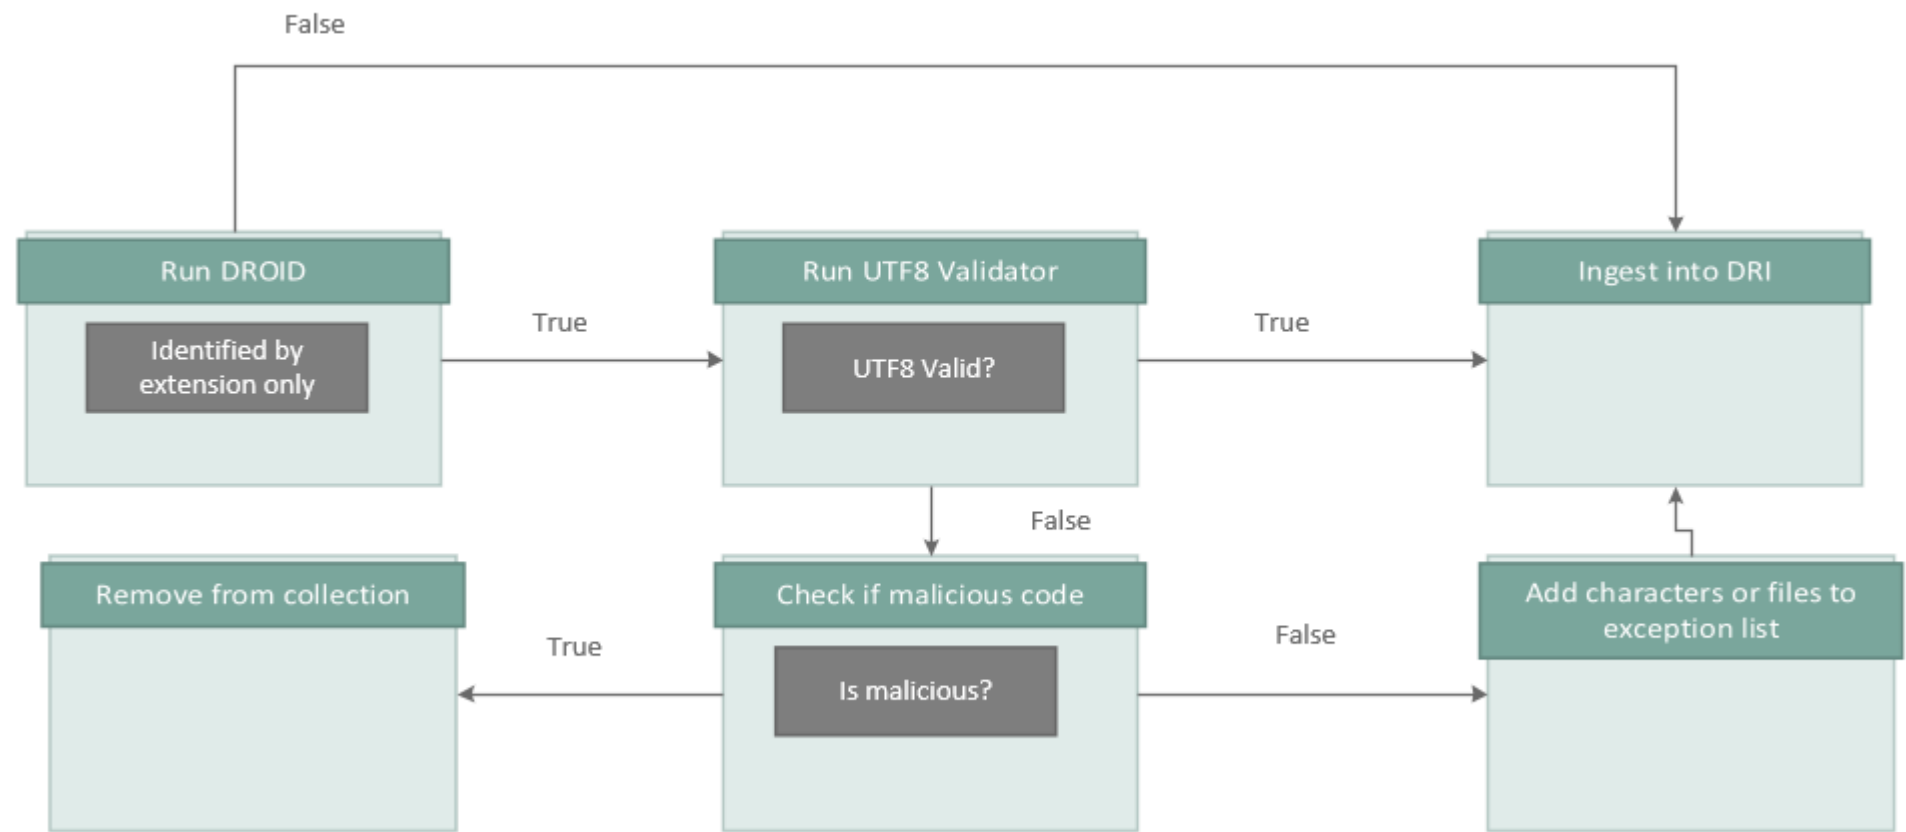 False
Run DROID
Run UTF8 Validator
Ingest into DRI
Identified by
extension only
True
UTF8 Valid?
True
False
Remove from collection
Check if malicious code
Add characters or files to
exception list
True
Is malicious?
False